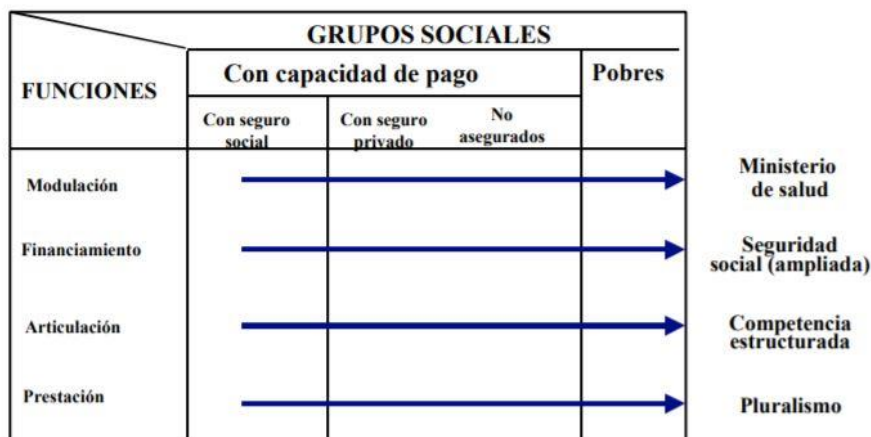 GRUPOS SOCIALES
FUNCIONES
Con capacidad de pago
Pobres
Con seguro
social
Con seguro
privado
No
asegurados
Modulación
Ministerio
de salud
Financiamiento
Seguridad
social (ampliada)
Articulación
Competencia
estructurada
Prestación
Pluralismo